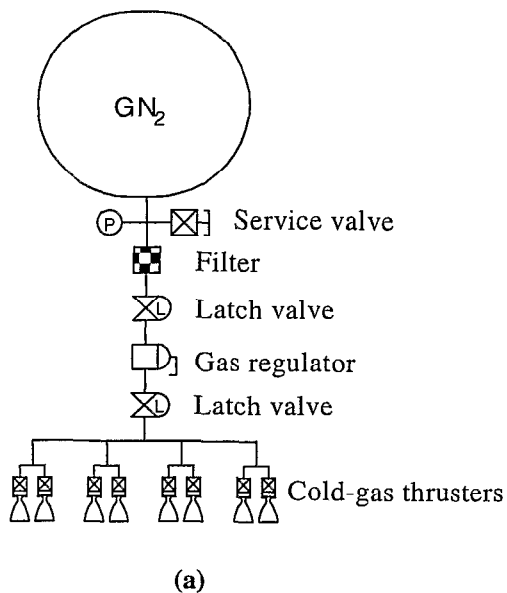 GN2
P
Service valve
Filter
L
Latch valve
Gas regulator
L
Latch valve
Cold-gas thrusters
(a)